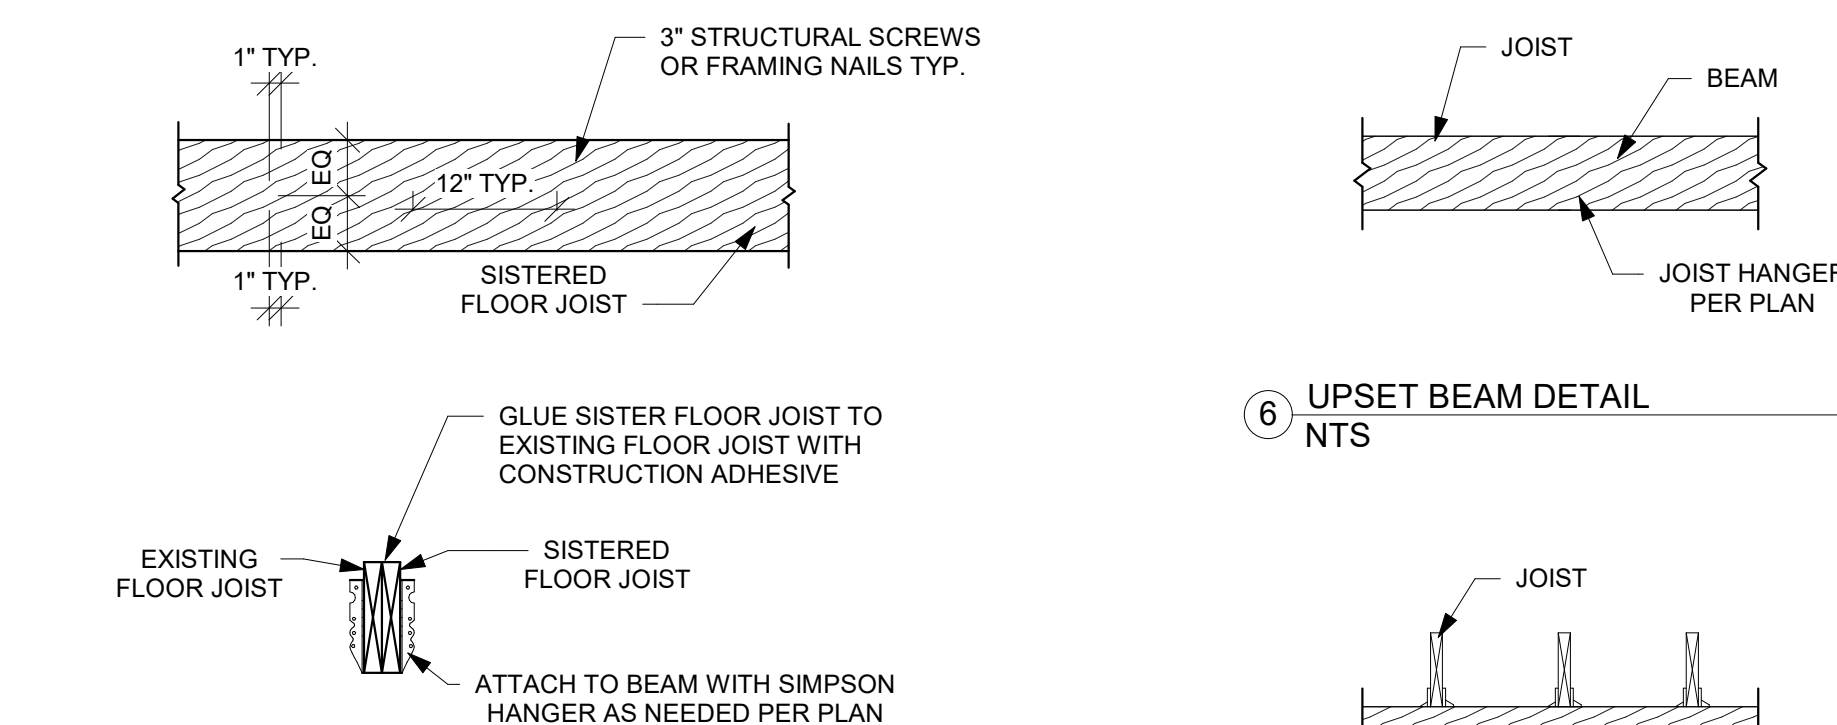 1" TYP.
3" STRUCTURAL SCREWS
OR FRAMING NAILS TYP.
EQ
EQ
12" TYP.
1" TYP.
SISTERED
FLOOR JOIST
GLUE SISTER FLOOR JOIST TO
EXISTING FLOOR JOIST WITH
CONSTRUCTION ADHESIVE
EXISTING
FLOOR JOIST
SISTERED
FLOOR JOIST
ATTACH TO BEAM WITH SIMPSON
HANGER AS NEEDED PER PLAN
JOIST
BEAM
JOIST HANGER
PER PLAN
6 UPSET BEAM DETAIL
NTS
JOIST